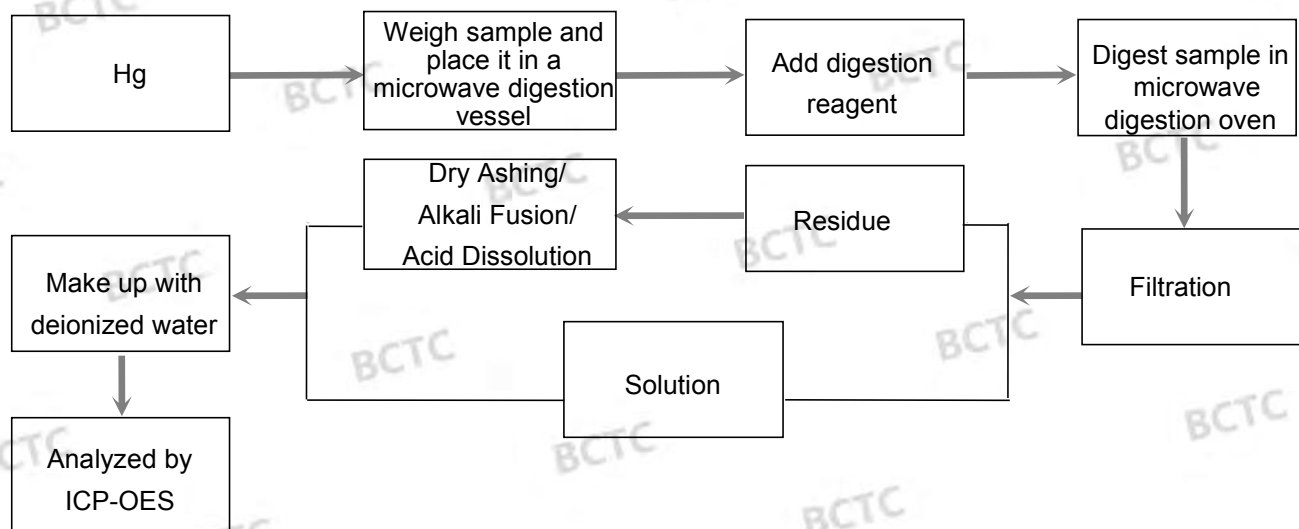 Hg
Weigh sample and
place it in a
microwave digestion
vessel
Add digestion
reagent
Digest sample in
microwave
digestion oven
Dry Ashing/
Alkali Fusion/
Acid Dissolution
Residue
Filtration
Make up with
deionized water
Solution
Analyzed by
ICP-OES
BCTC
BCTC
BCTC
BCTC
BCTC
BCTC
BCTC
BCTC
BCTC
BCTC
BCTC
BCTC